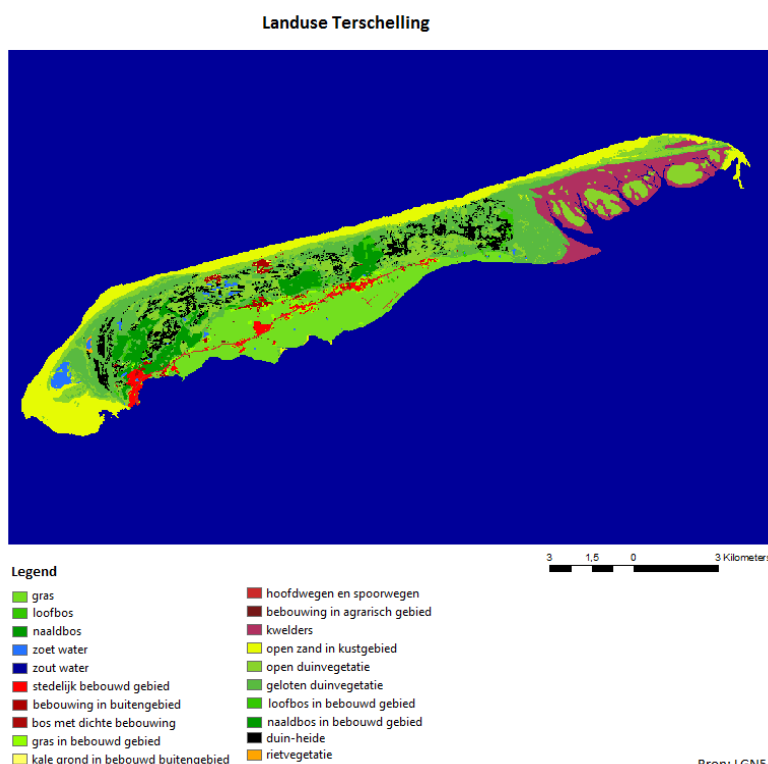 Landuse Terschelling
3 1,5 0 3 Kilometers
Legend
gras
loofbos
naaldbos
zoet water
zout water
stedelijk bebouwd gebied
bebouwing in buitengebied
bos met dichte bebouwing
gras in bebouwd gebied
kale grond in bebouwd buitengebied
hoofdwegen en spoorwegen
bebouwing in agrarisch gebied
kwelders
open zand in kustgebied
open duinvegetatie
geloten duinvegetatie
loofbos in bebouwd gebied
naaldbos in bebouwd gebied
duin-heide
rietvegetatie
Bron: LGN5